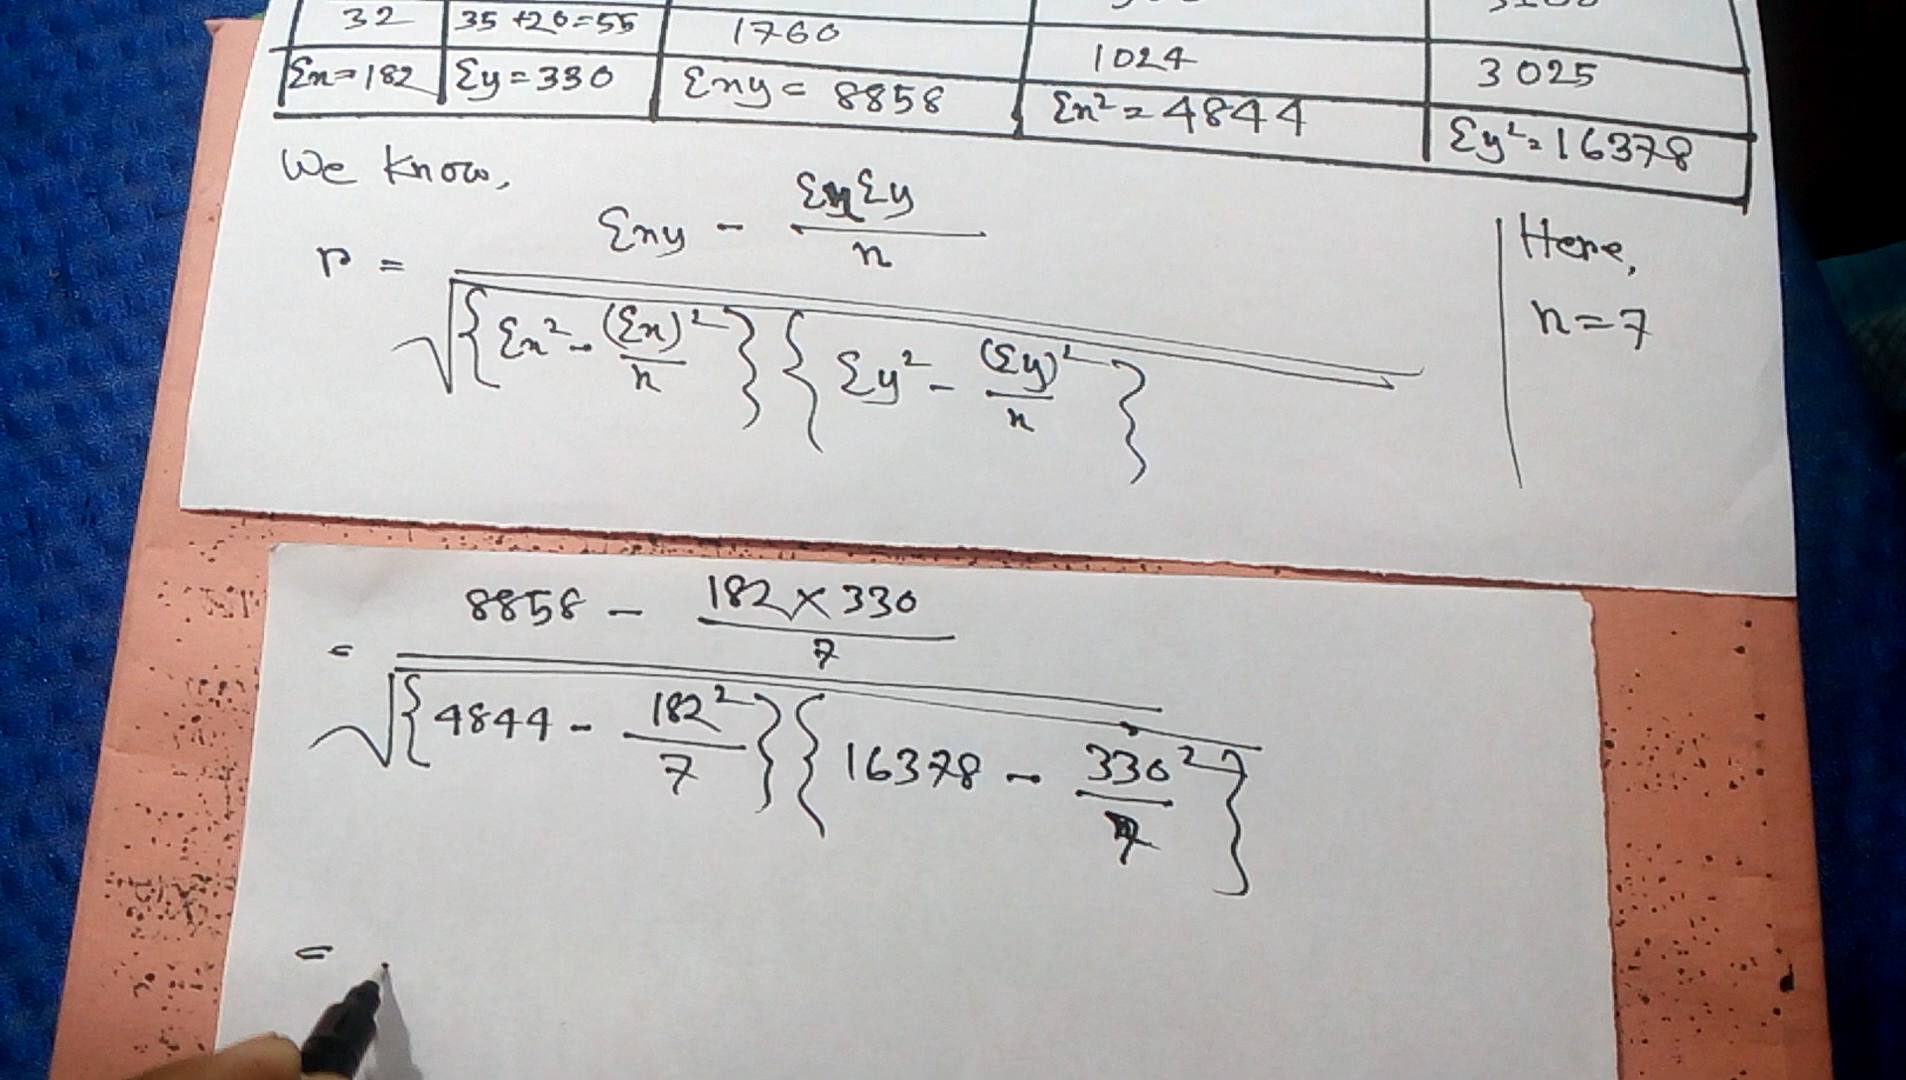 32 35+20=55 1760 1024 3025
Σx=182 Σy=330 Σxy= 8858 Σx²=4844 Σy²=16378
We know,
Σxy - ΣxΣy
n
r =
√{Σx² - (Σx)²/n}{Σy² - (Σy)²/n}
Here,
n=7
8858 - 182×330
7
=
√{4844 - 182²/7}{16378 - 330²/7}
=